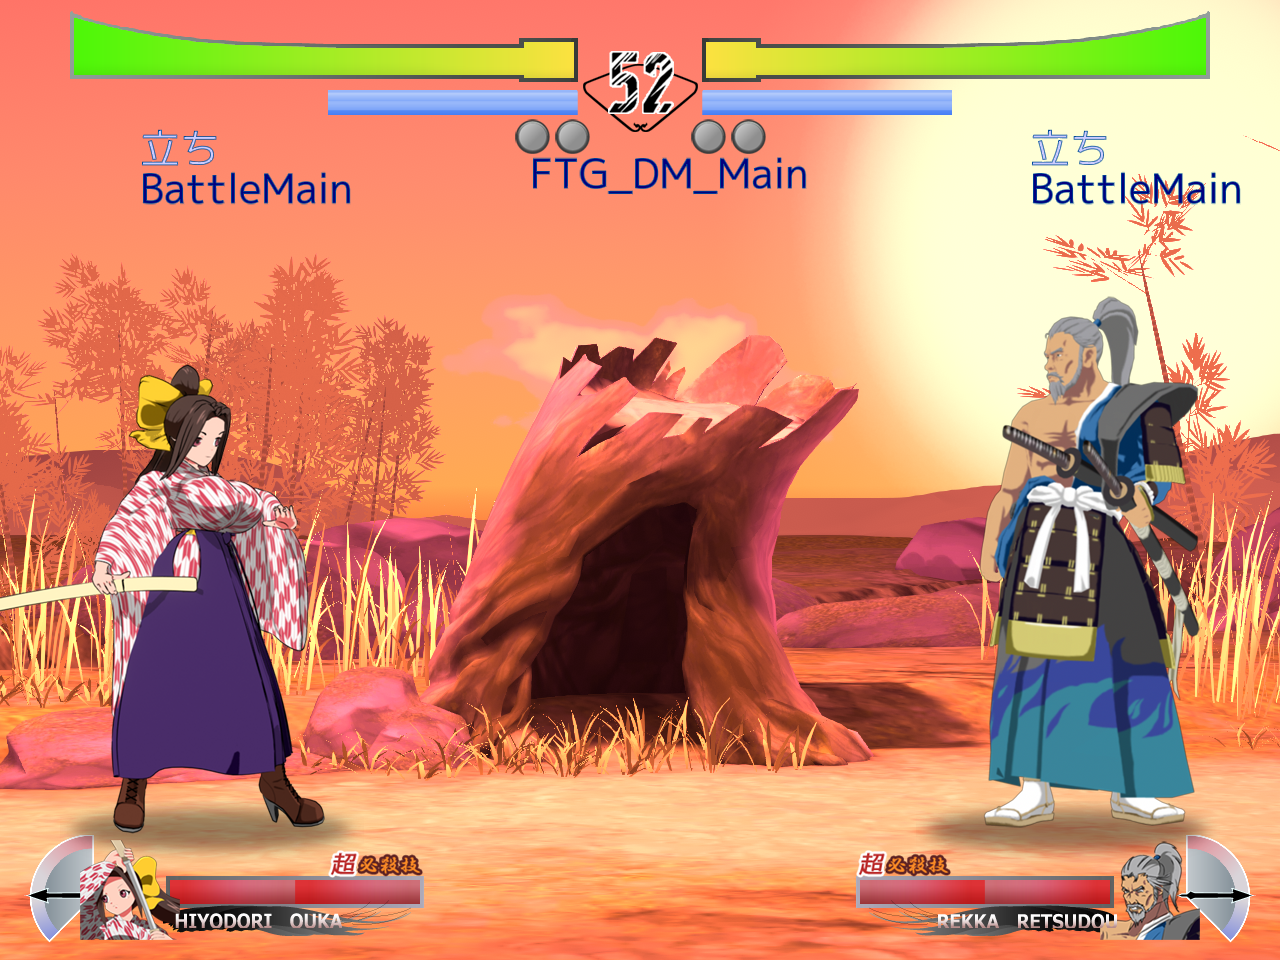 52
立ち
BattleMain
FTG_DM_Main
立ち
BattleMain
超必殺技
超必殺技
HIYODORI OUKA
REKKA RETSUDOU